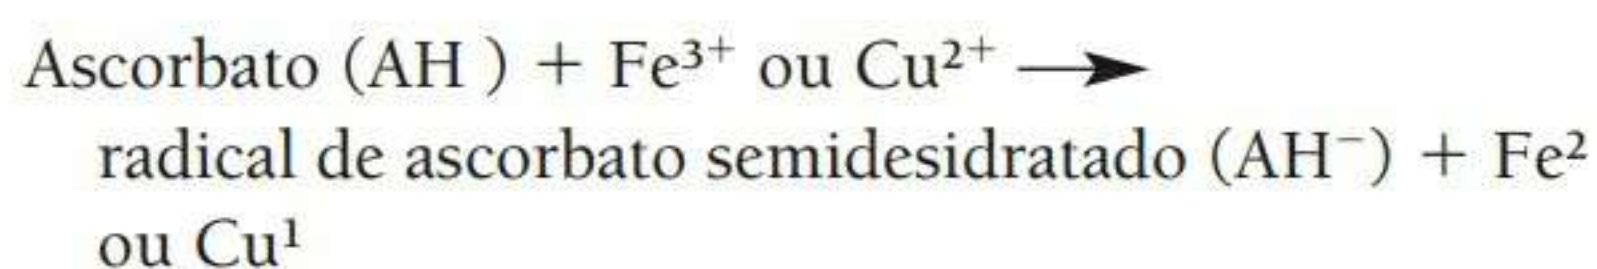 Ascorbato (AH ) + Fe³⁺ ou Cu²⁺ ⟶
radical de ascorbato semidesidratado (AH⁻) + Fe²
ou Cu¹